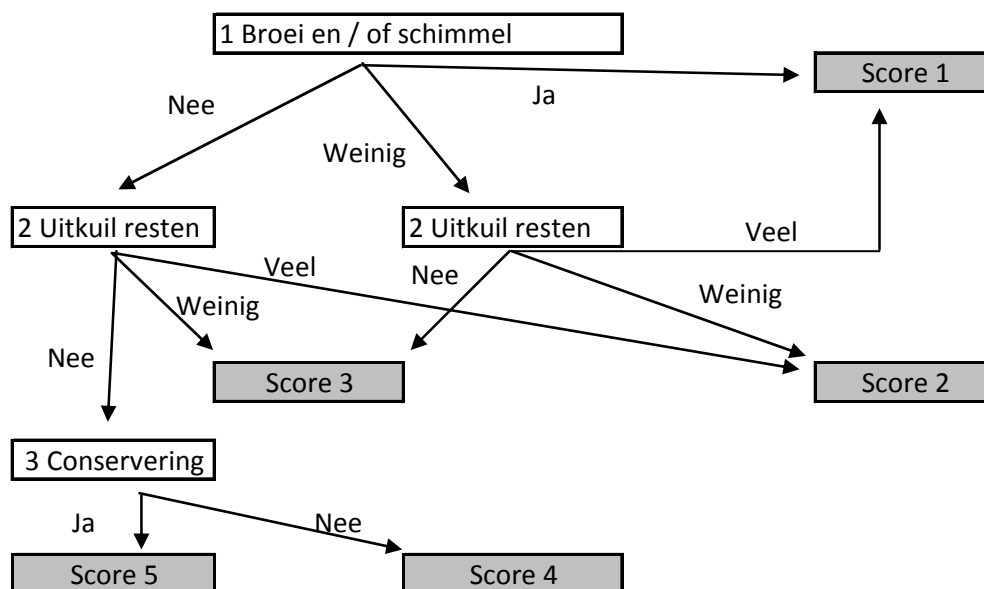 1 Broei en / of schimmel
Score 1
Nee
Ja
Weinig
2 Uitkuil resten
2 Uitkuil resten
Veel
Veel
Nee
Weinig
Weinig
Nee
Score 3
Score 2
3 Conservering
Ja
Nee
Score 5
Score 4